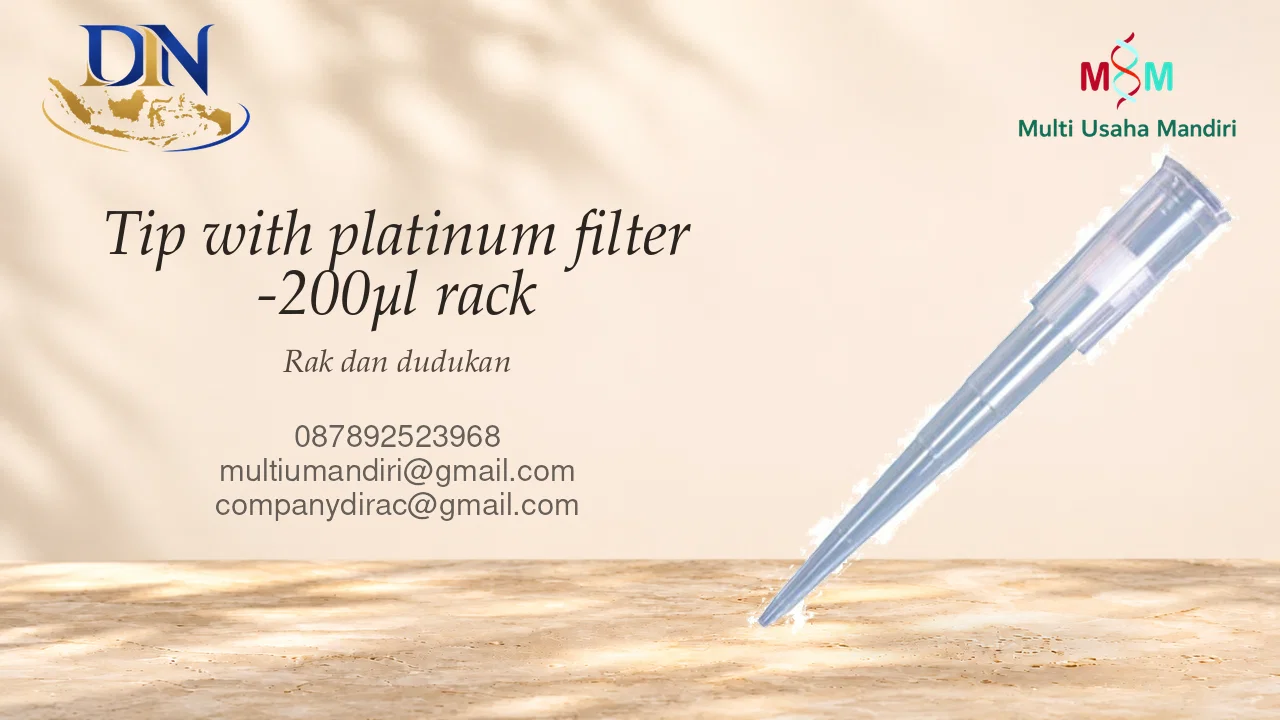 DIN
M M
Multi Usaha Mandiri
Tip with platinum filter
-200µl rack
Rak dan dudukan
087892523968
multiumandiri@gmail.com
companydirac@gmail.com